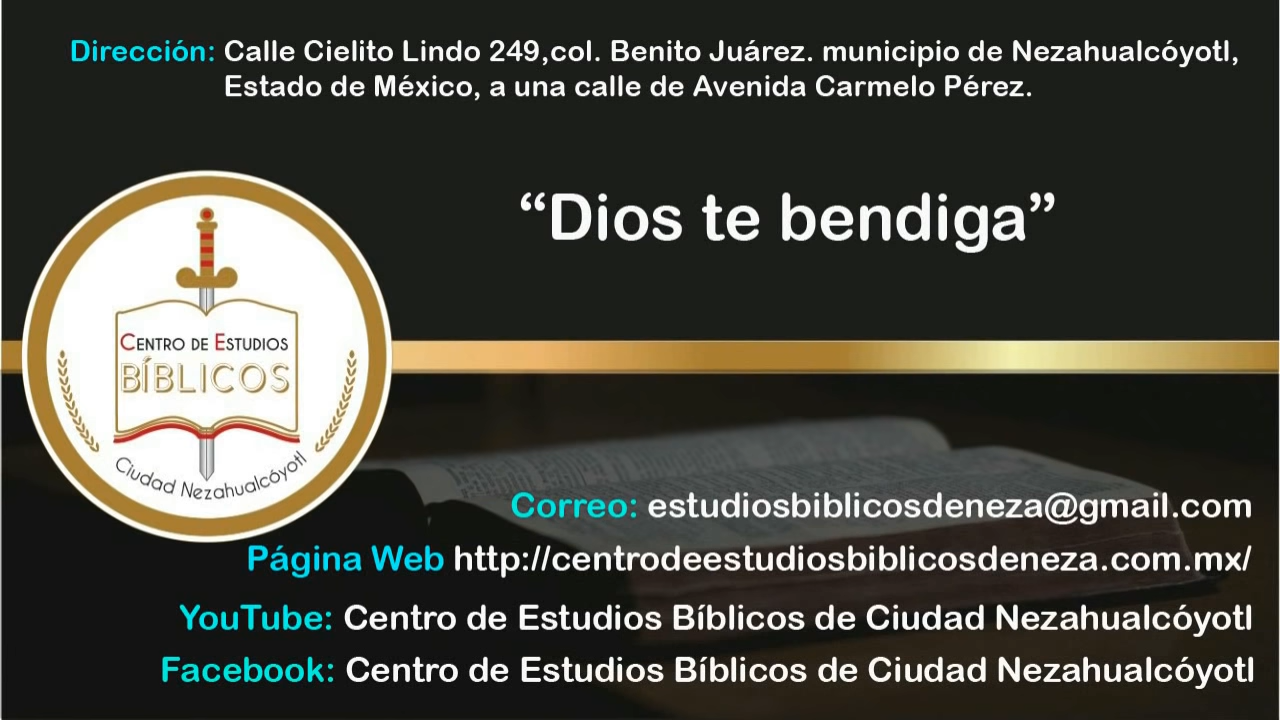 Dirección: Calle Cielito Lindo 249,col. Benito Juárez. municipio de Nezahualcóyotl,
Estado de México, a una calle de Avenida Carmelo Pérez.
“Dios te bendiga”
CENTRO DE ESTUDIOS
BÍBLICOS
Ciudad Nezahualcóyotl
Correo: estudiosbiblicosdeneza@gmail.com
Página Web http://centrodeestudiosbiblicosdeneza.com.mx/
YouTube: Centro de Estudios Bíblicos de Ciudad Nezahualcóyotl
Facebook: Centro de Estudios Bíblicos de Ciudad Nezahualcóyotl